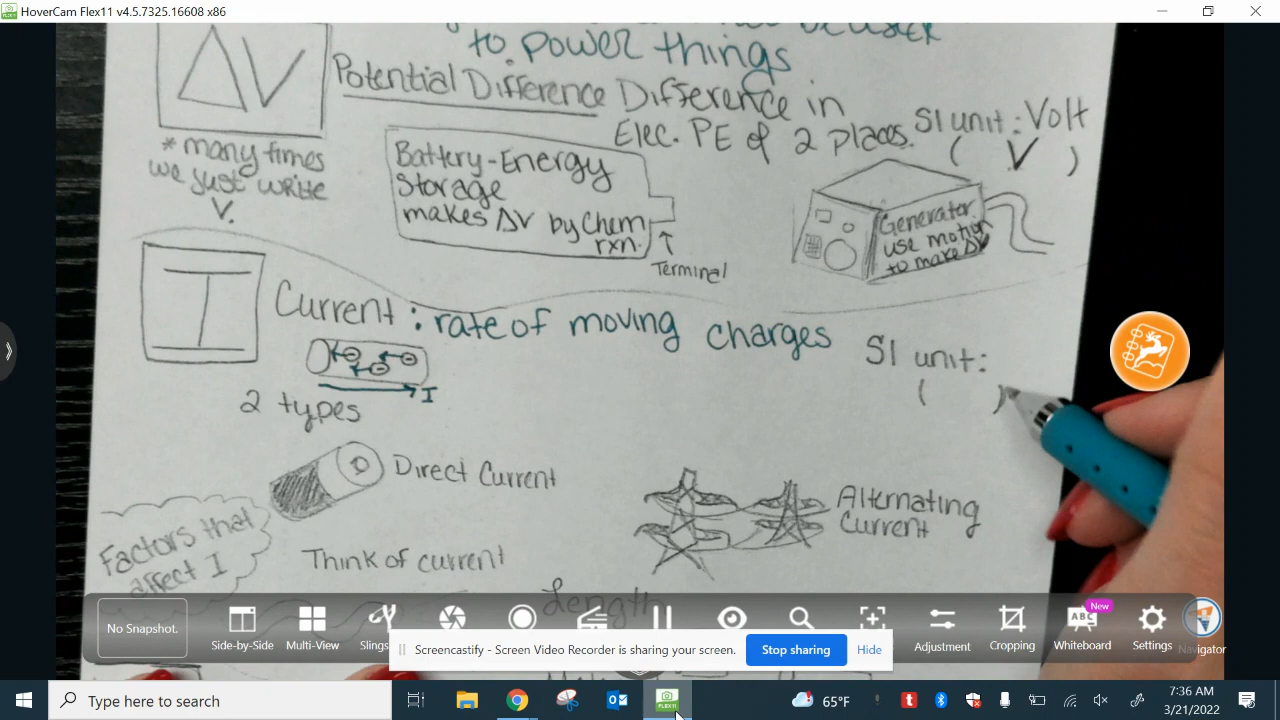 HoverCam Flex11 v4.5.7325.16608 x86
to power things
ΔV
Potential Difference Difference in
Elec. PE of 2 places.
SI unit: Volt
( V )
* many times
we just write
V.
Battery-Energy
Storage
makes ΔV by Chem
rxn.
Terminal
Generator
use motion
to make ΔV
I
Current: rate of moving charges
SI unit:
( )
I
2 types
Direct Current
Alternating
Current
Factors that
affect I
Think of current
Length
No Snapshot.
Side-by-Side
Multi-View
Slings
Adjustment
Cropping
New
ABC
Whiteboard
Settings
Navigator
Screencastify - Screen Video Recorder is sharing your screen.
Stop sharing
Hide
Type here to search
FLEX11
65°F
7:36 AM
3/21/2022